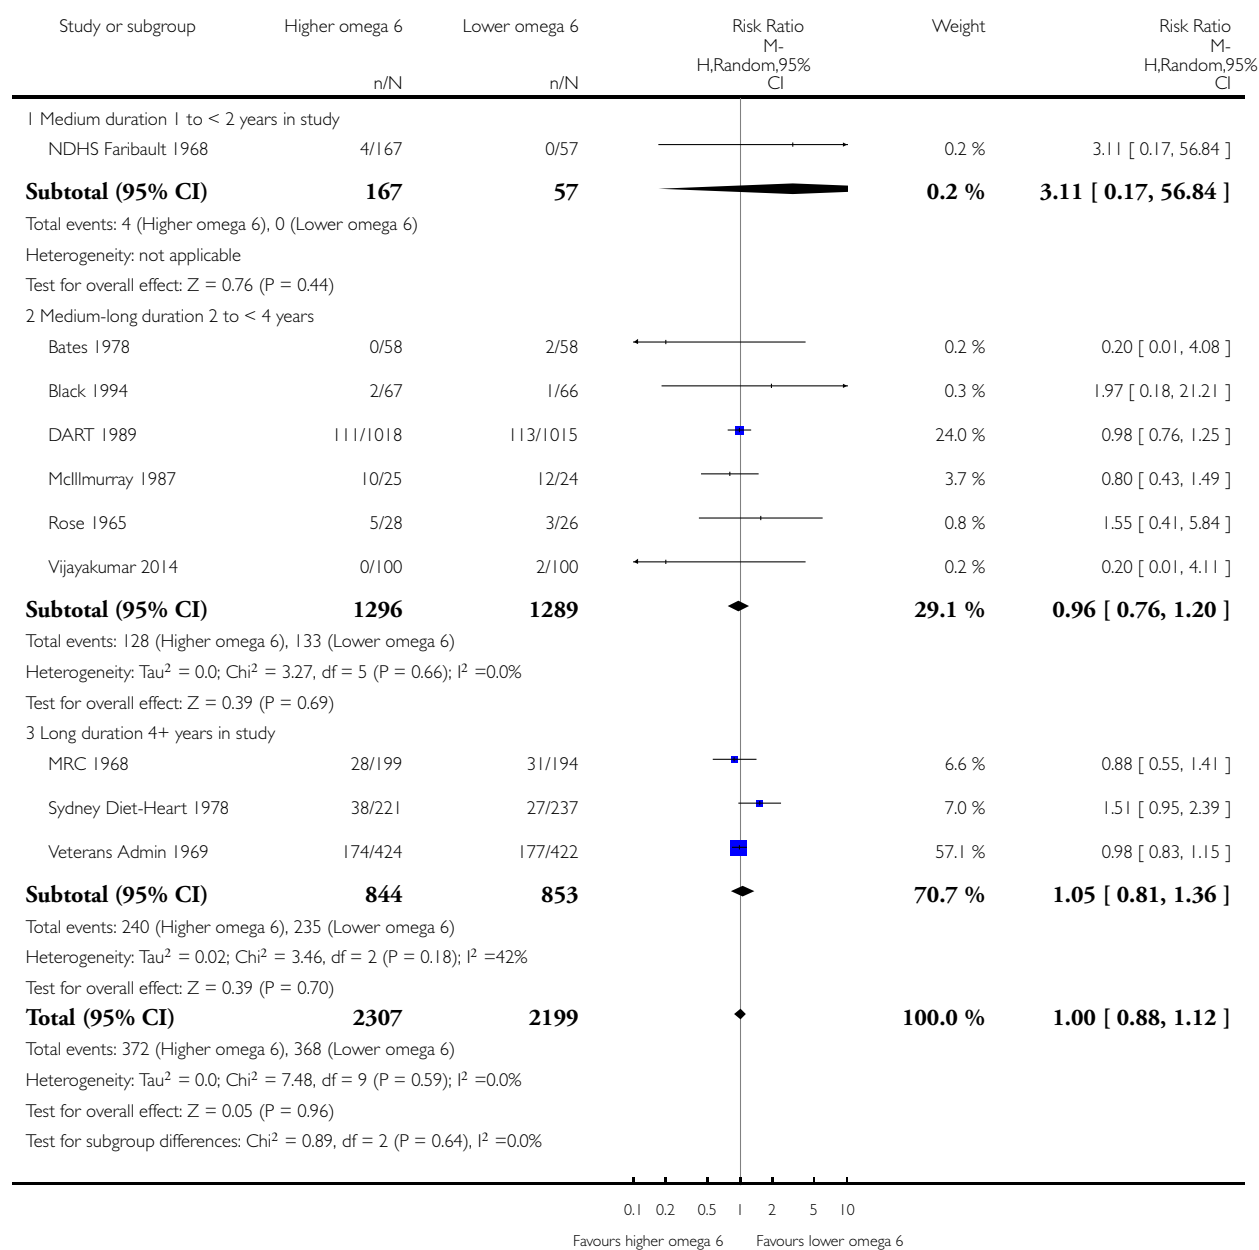 Study or subgroup Higher omega 6 Lower omega 6 Risk Ratio Weight Risk Ratio
M- M-
H,Random,95% H,Random,95%
n/N n/N CI CI
1 Medium duration 1 to < 2 years in study
NDHS Faribault 1968 4/167 0/57 0.2 % 3.11 [ 0.17, 56.84 ]
Subtotal (95% CI) 167 57 0.2 % 3.11 [ 0.17, 56.84 ]
Total events: 4 (Higher omega 6), 0 (Lower omega 6)
Heterogeneity: not applicable
Test for overall effect: Z = 0.76 (P = 0.44)
2 Medium-long duration 2 to < 4 years
Bates 1978 0/58 2/58 0.2 % 0.20 [ 0.01, 4.08 ]
Black 1994 2/67 1/66 0.3 % 1.97 [ 0.18, 21.21 ]
DART 1989 111/1018 113/1015 24.0 % 0.98 [ 0.76, 1.25 ]
McIllmurray 1987 10/25 12/24 3.7 % 0.80 [ 0.43, 1.49 ]
Rose 1965 5/28 3/26 0.8 % 1.55 [ 0.41, 5.84 ]
Vijayakumar 2014 0/100 2/100 0.2 % 0.20 [ 0.01, 4.11 ]
Subtotal (95% CI) 1296 1289 29.1 % 0.96 [ 0.76, 1.20 ]
Total events: 128 (Higher omega 6), 133 (Lower omega 6)
Heterogeneity: Tau² = 0.0; Chi² = 3.27, df = 5 (P = 0.66); I² =0.0%
Test for overall effect: Z = 0.39 (P = 0.69)
3 Long duration 4+ years in study
MRC 1968 28/199 31/194 6.6 % 0.88 [ 0.55, 1.41 ]
Sydney Diet-Heart 1978 38/221 27/237 7.0 % 1.51 [ 0.95, 2.39 ]
Veterans Admin 1969 174/424 177/422 57.1 % 0.98 [ 0.83, 1.15 ]
Subtotal (95% CI) 844 853 70.7 % 1.05 [ 0.81, 1.36 ]
Total events: 240 (Higher omega 6), 235 (Lower omega 6)
Heterogeneity: Tau² = 0.02; Chi² = 3.46, df = 2 (P = 0.18); I² =42%
Test for overall effect: Z = 0.39 (P = 0.70)
Total (95% CI) 2307 2199 100.0 % 1.00 [ 0.88, 1.12 ]
Total events: 372 (Higher omega 6), 368 (Lower omega 6)
Heterogeneity: Tau² = 0.0; Chi² = 7.48, df = 9 (P = 0.59); I² =0.0%
Test for overall effect: Z = 0.05 (P = 0.96)
Test for subgroup differences: Chi² = 0.89, df = 2 (P = 0.64), I² =0.0%
0.1 0.2 0.5 1 2 5 10
Favours higher omega 6 Favours lower omega 6